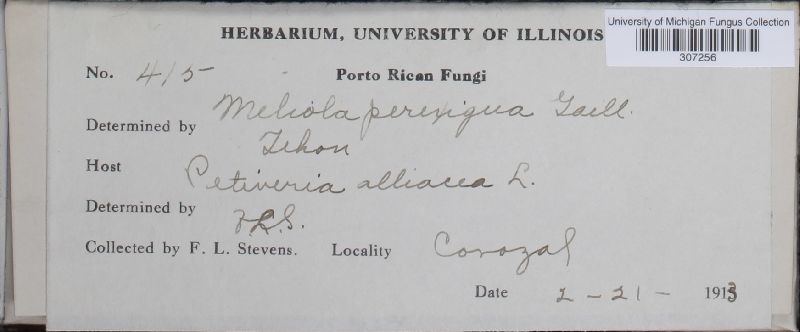 HERBARIUM, UNIVERSITY OF ILLINOIS
University of Michigan Fungus Collection
307256
No. 415 Porto Rican Fungi
Meliola perexigua Gaill.
Determined by Tehon
Host Petiveria alliacea L.
Determined by F.L.S.
Collected by F. L. Stevens. Locality Corozal
Date 2-21- 1913